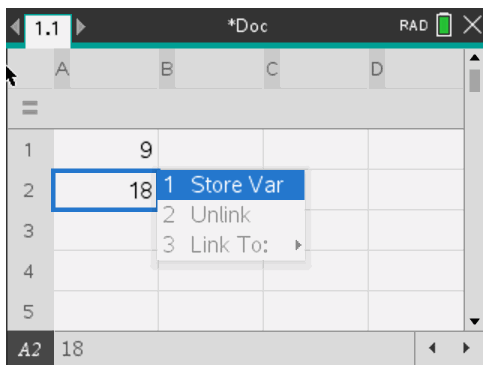 1.1 *Doc RAD
A B C D
=
1 9
2 18
3
4
5
1 Store Var
2 Unlink
3 Link To:
A2 18